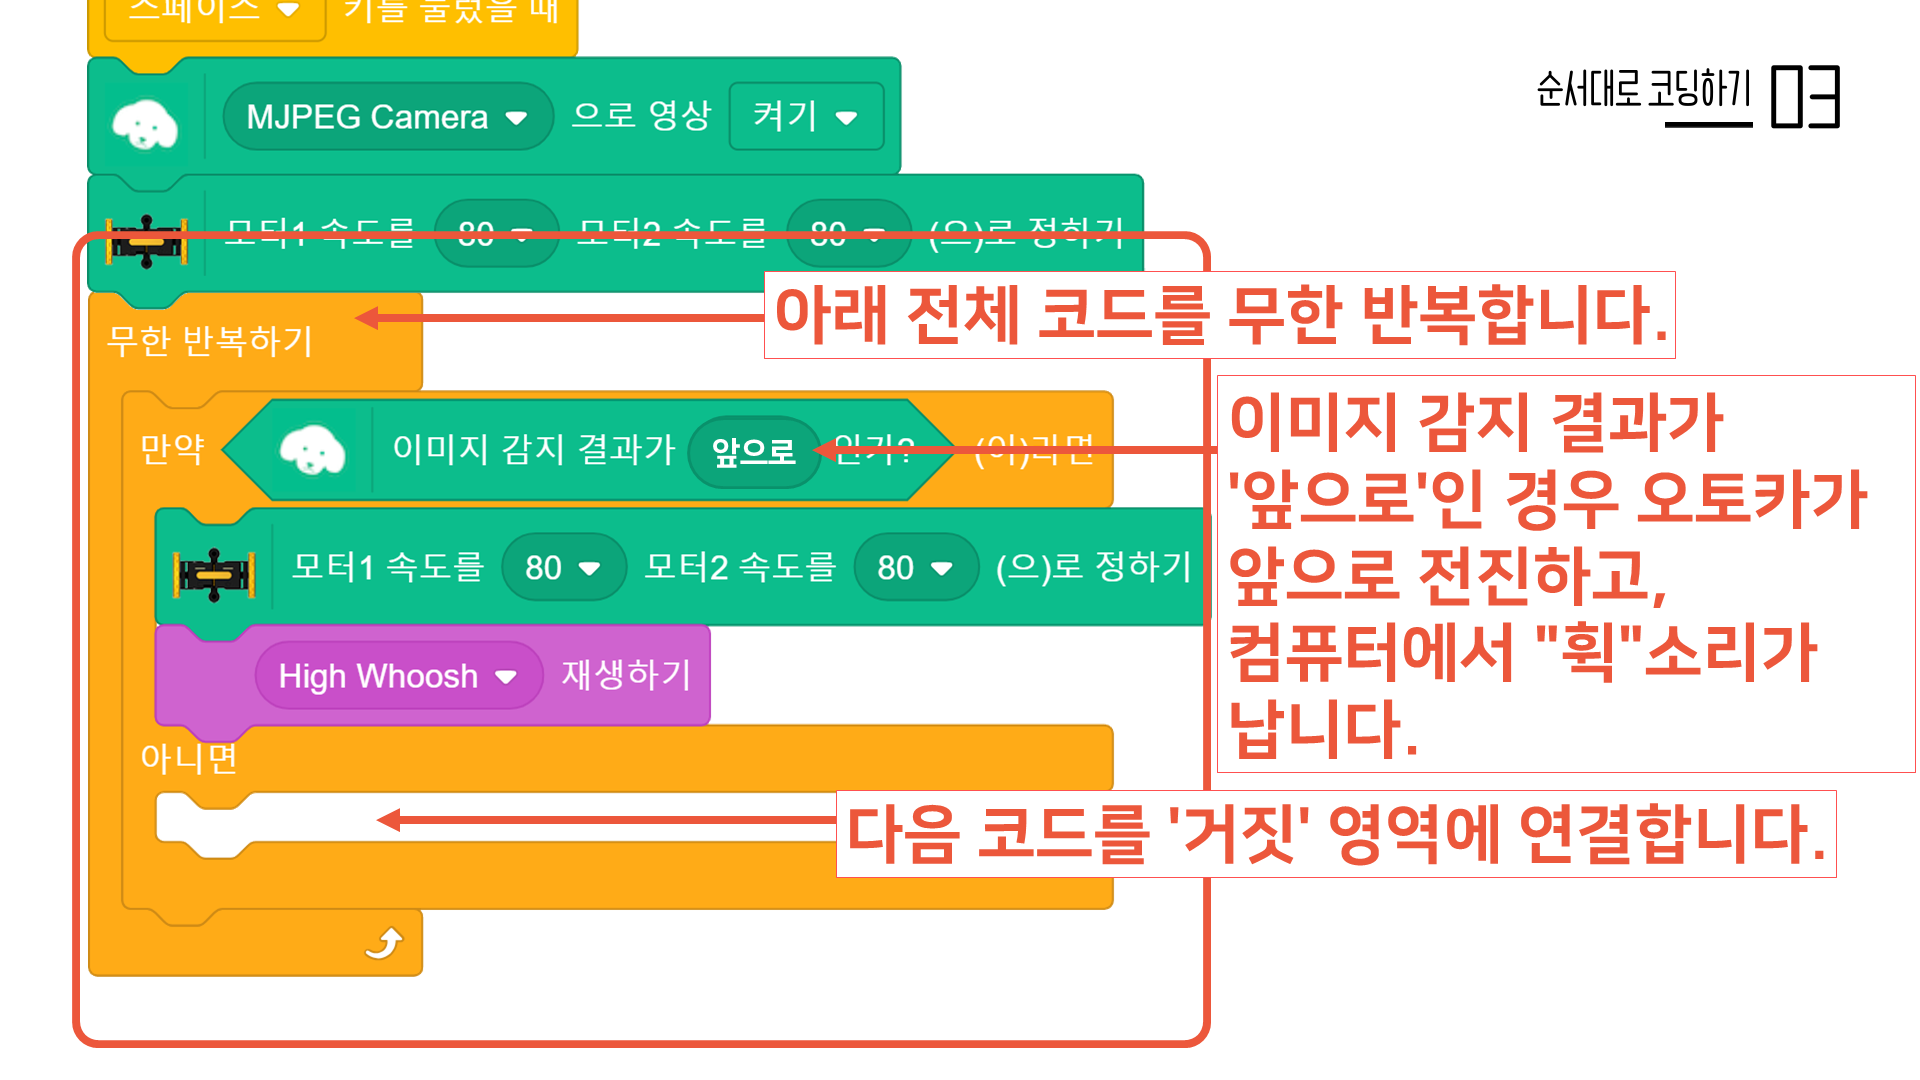 스페이스 키를 눌렀을 때
순서대로 코딩하기 03
MJPEG Camera 으로 영상 켜기
모터1 속도를 80 모터2 속도를 80 (으)로 정하기
아래 전체 코드를 무한 반복합니다.
무한 반복하기
만약 이미지 감지 결과가 앞으로 인가? (이)라면
이미지 감지 결과가
'앞으로'인 경우 오토카가
앞으로 전진하고,
컴퓨터에서 "휙"소리가
납니다.
모터1 속도를 80 모터2 속도를 80 (으)로 정하기
High Whoosh 재생하기
아니면
다음 코드를 '거짓' 영역에 연결합니다.